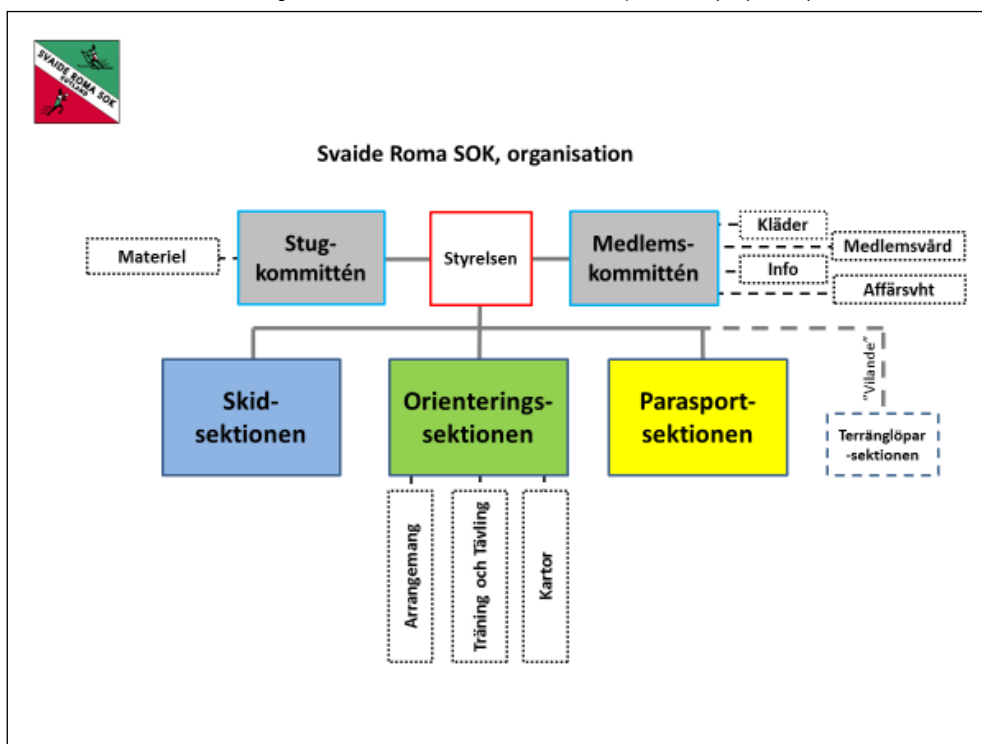 SVAIDE ROMA SOK
GOTLAND
Svaide Roma SOK, organisation
Stug-
kommittén
Styrelsen
Medlems-
kommittén
Kläder
Medlemsvård
Info
Affärsvht
Materiel
Skid-
sektionen
Orienterings-
sektionen
Parasport-
sektionen
"Vilande"
Terränglöpar
-sektionen
Arrangemang
Träning och Tävling
Kartor